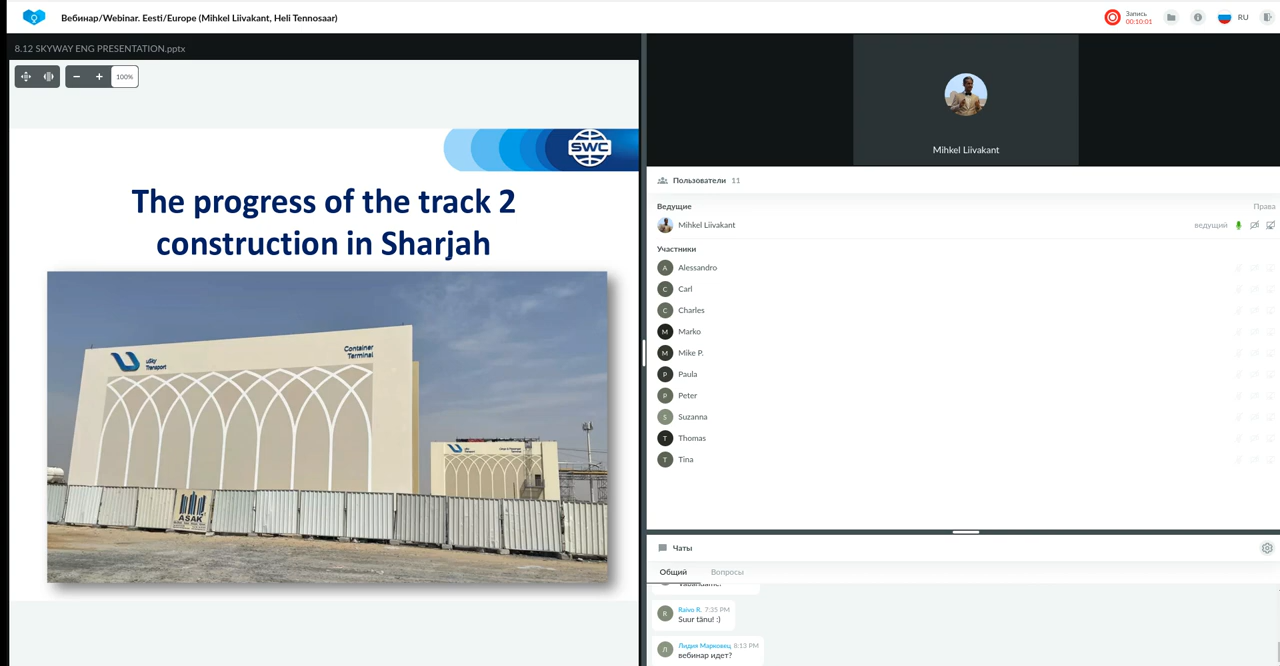 Вебинар/Webinar. Eesti/Europe (Mihkel Liivakant, Heli Tennosaar)
Запись
00:10:01
RU
8.12 SKYWAY ENG PRESENTATION.pptx
100%
SWC
The progress of the track 2
construction in Sharjah
uSky
Transport
Container
Terminal
ASAK
Mihkel Liivakant
Пользователи 11
Ведущие
Права
Mihkel Liivakant
ведущий
Участники
A Alessandro
C Carl
C Charles
M Marko
M Mike P.
P Paula
P Peter
S Suzanna
T Thomas
T Tina
Чаты
Общий
Вопросы
R
Raivo R. 7:35 PM
Suur tänu! :)
Л
Лидия Марковец 8:13 PM
вебинар идет?